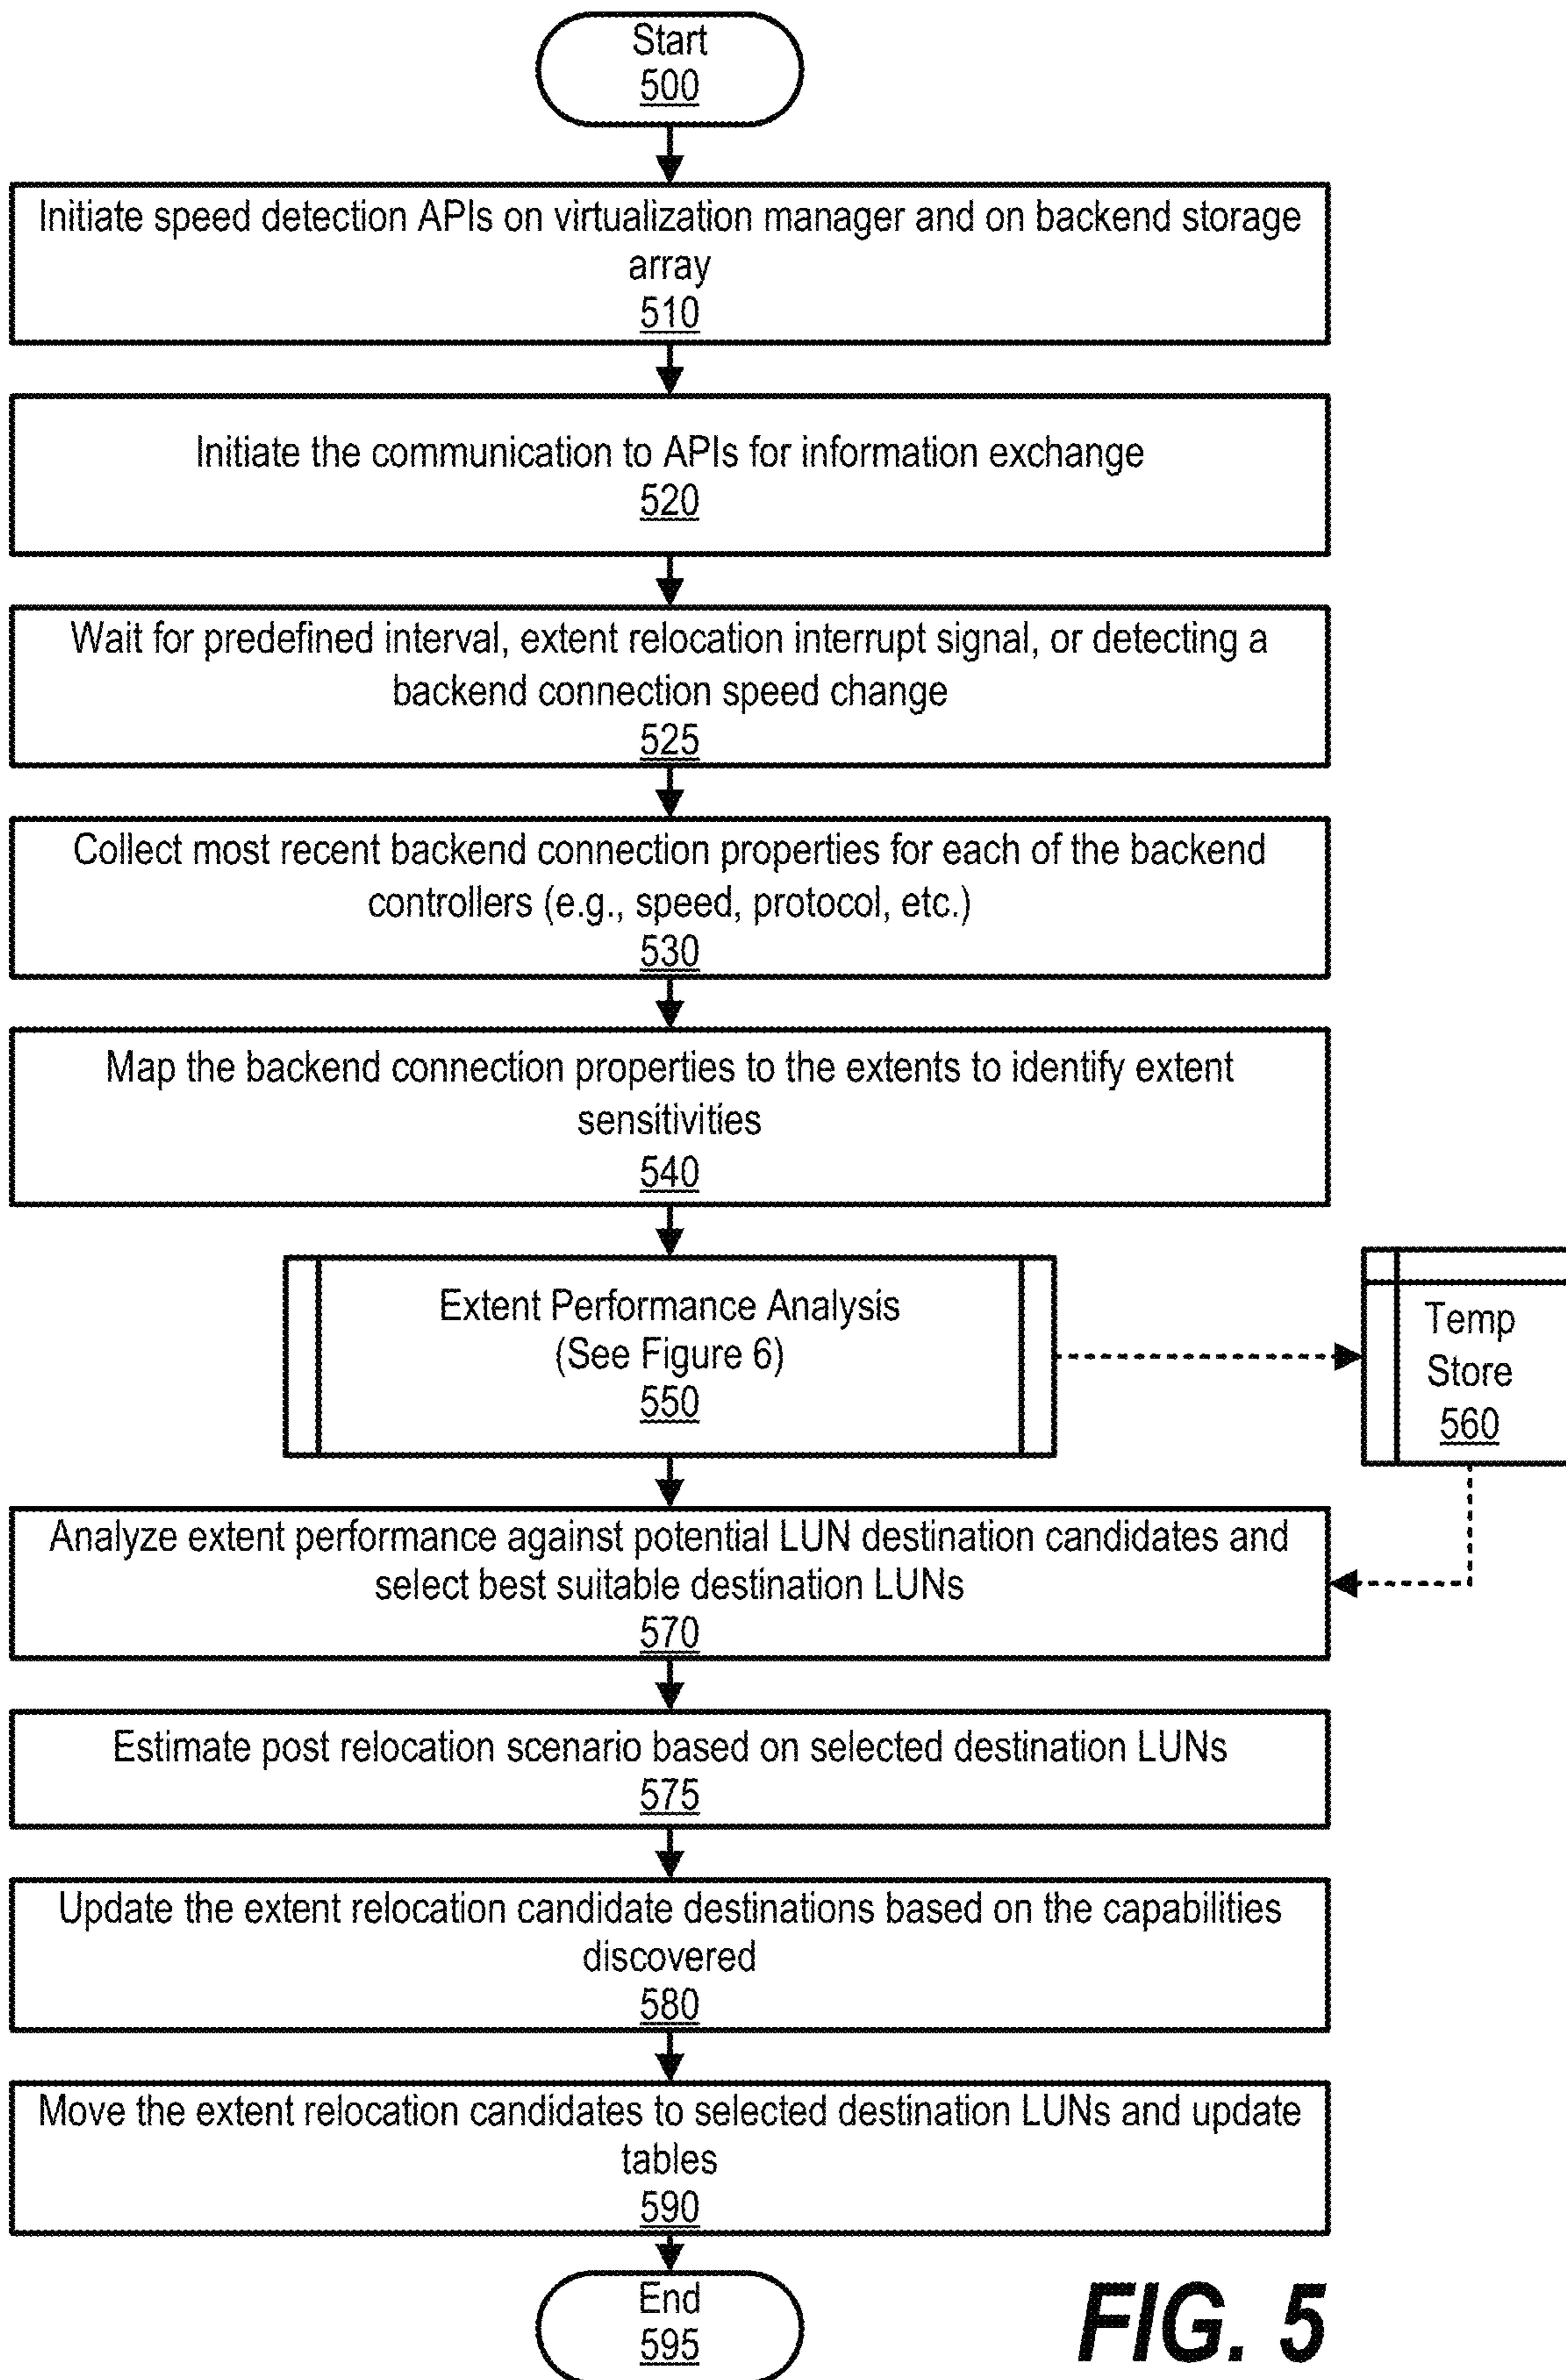 Start
500
Initiate speed detection APIs on virtualization manager and on backend storage
array
510
Initiate the communication to APIs for information exchange
520
Wait for predefined interval, extent relocation interrupt signal, or detecting a
backend connection speed change
525
Collect most recent backend connection properties for each of the backend
controllers (e.g., speed, protocol, etc.)
530
Map the backend connection properties to the extents to identify extent
sensitivities
540
Extent Performance Analysis
(See Figure 6)
550
Temp
Store
560
Analyze extent performance against potential LUN destination candidates and
select best suitable destination LUNs
570
Estimate post relocation scenario based on selected destination LUNs
575
Update the extent relocation candidate destinations based on the capabilities
discovered
580
Move the extent relocation candidates to selected destination LUNs and update
tables
590
End
595
FIG. 5